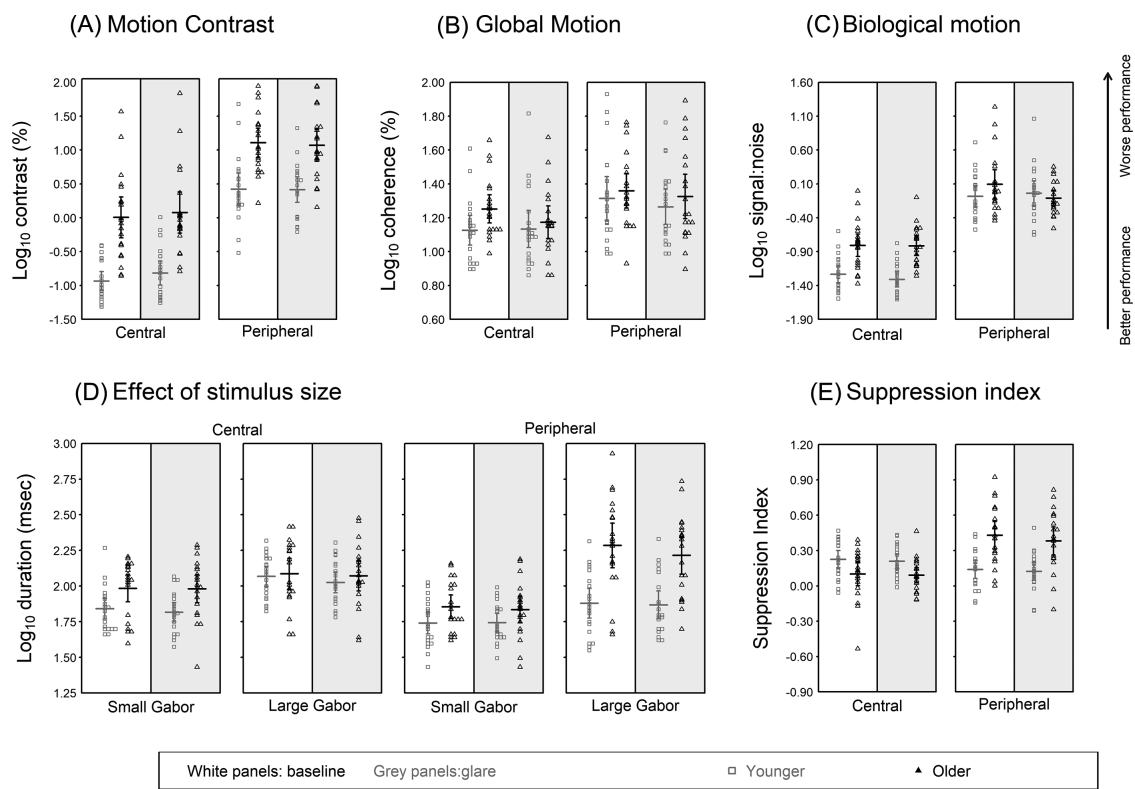 (A) Motion Contrast
(B) Global Motion
(C) Biological motion
Log10 contrast (%)
2.00
1.50
1.00
0.50
0.00
-0.50
-1.00
-1.50
Central
Peripheral
Log10 coherence (%)
2.00
1.80
1.60
1.40
1.20
1.00
0.80
0.60
Central
Peripheral
Log10 signal:noise
1.60
1.10
0.60
0.10
-0.40
-0.90
-1.40
-1.90
Central
Peripheral
Worse performance
Better performance
(D) Effect of stimulus size
(E) Suppression index
Central
Peripheral
Log10 duration (msec)
3.00
2.75
2.50
2.25
2.00
1.75
1.50
1.25
Small Gabor
Large Gabor
Small Gabor
Large Gabor
Suppression Index
1.20
0.90
0.60
0.30
0.00
-0.30
-0.60
-0.90
Central
Peripheral
White panels: baseline Grey panels:glare Younger Older